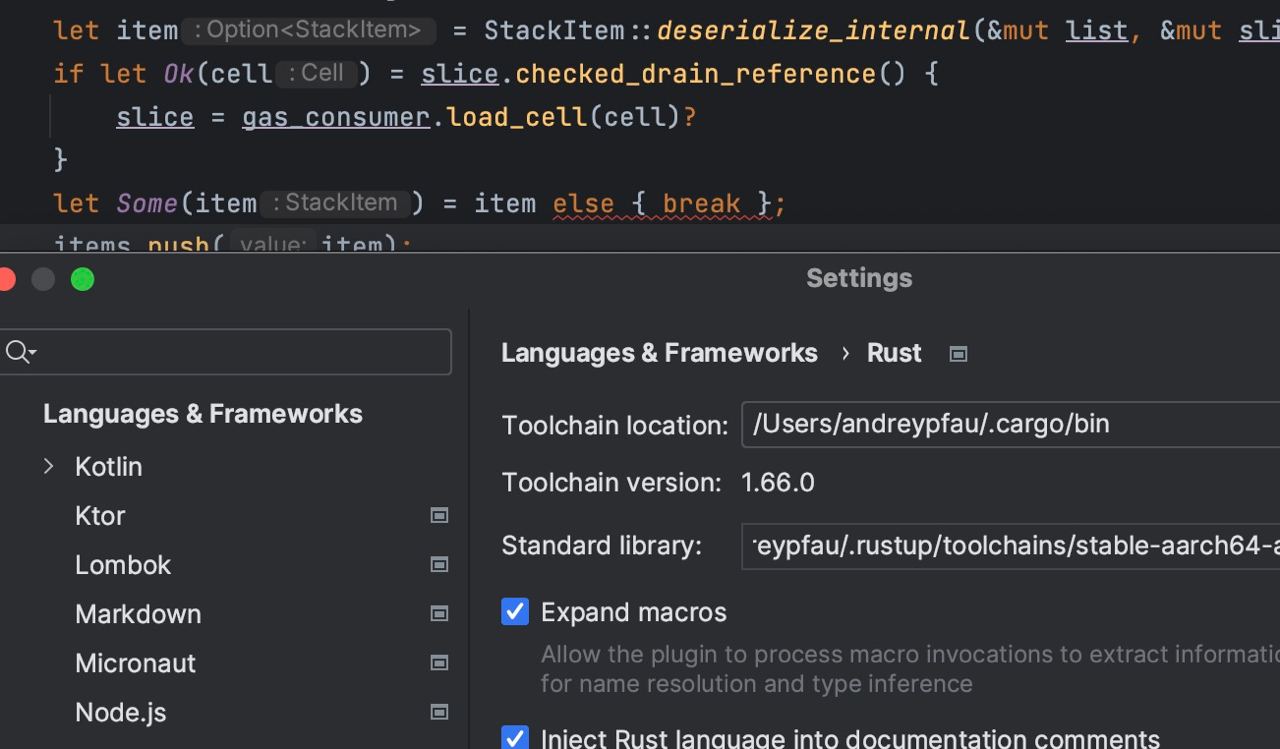 let item :Option<StackItem> = StackItem::deserialize_internal(&mut list, &mut sli
if let Ok(cell :Cell ) = slice.checked_drain_reference() {
slice = gas_consumer.load_cell(cell)?
}
let Some(item :StackItem ) = item else { break };
items.push( value: item);
Settings
Languages & Frameworks › Rust
Toolchain location: /Users/andreypfau/.cargo/bin
Languages & Frameworks
Kotlin
Toolchain version: 1.66.0
Ktor
Standard library: eypfau/.rustup/toolchains/stable-aarch64-a
Lombok
Markdown
Expand macros
Micronaut
Allow the plugin to process macro invocations to extract informatio
for name resolution and type inference
Node.js
Inject Rust language into documentation comments